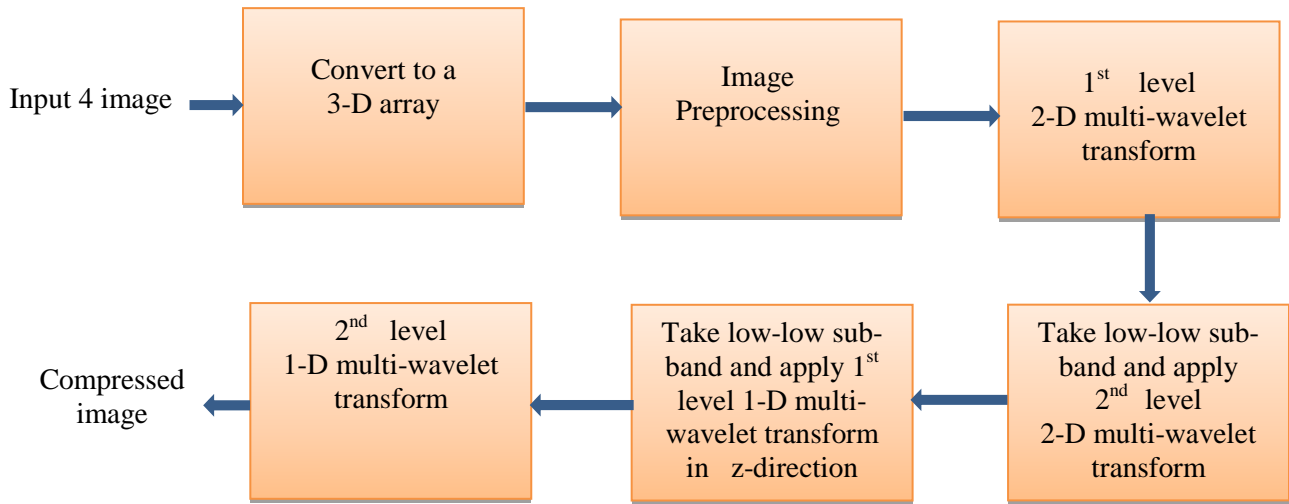 Input 4 image
Convert to a
3-D array
Image
Preprocessing
1st level
2-D multi-wavelet
transform
Take low-low sub-
band and apply
2nd level
2-D multi-wavelet
transform
Take low-low sub-
band and apply 1st
level 1-D multi-
wavelet transform
in z-direction
2nd level
1-D multi-wavelet
transform
Compressed
image